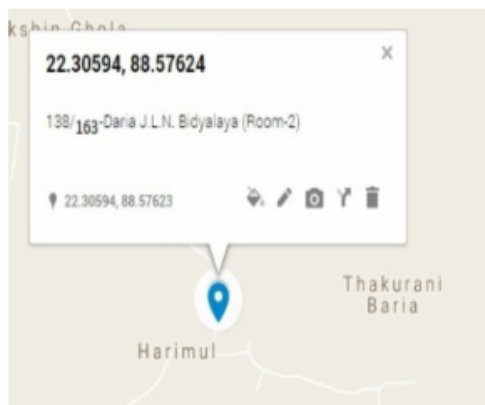 kshin Ghola
22.30594, 88.57624
×
138/163-Daria J.L.N. Bidyalaya (Room-2)
22.30594, 88.57623
Thakurani
Baria
Harimul